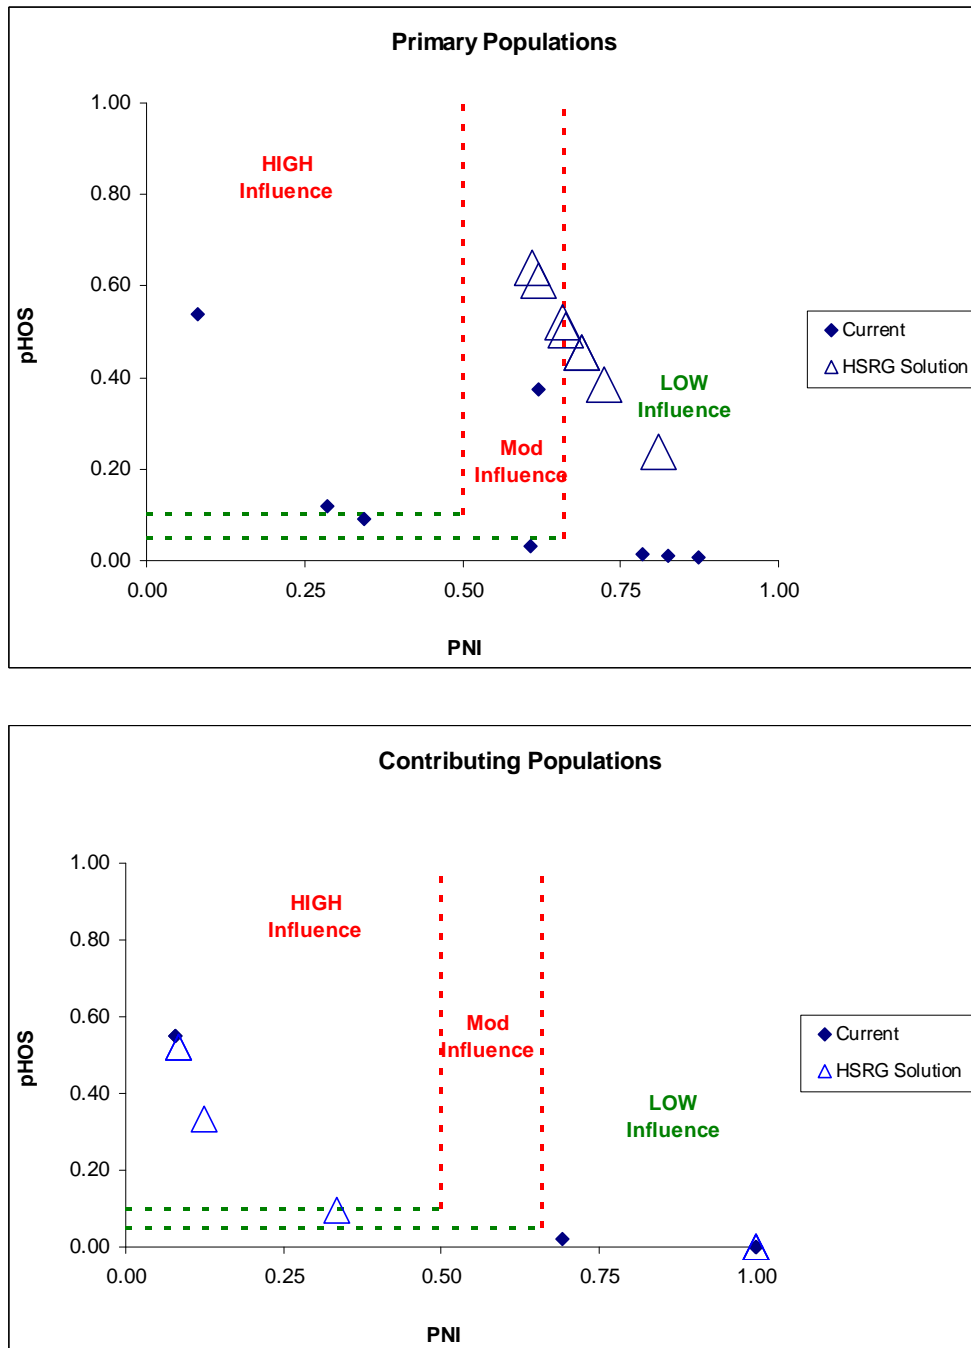 Primary Populations
1.00
0.80
0.60
0.40
0.20
0.00
pHOS
HIGH
Influence
Mod
Influence
LOW
Influence
Current
HSRG Solution
0.00 0.25 0.50 0.75 1.00
PNI
Contributing Populations
1.00
0.80
0.60
0.40
0.20
0.00
pHOS
HIGH
Influence
Mod
Influence
LOW
Influence
Current
HSRG Solution
0.00 0.25 0.50 0.75 1.00
PNI